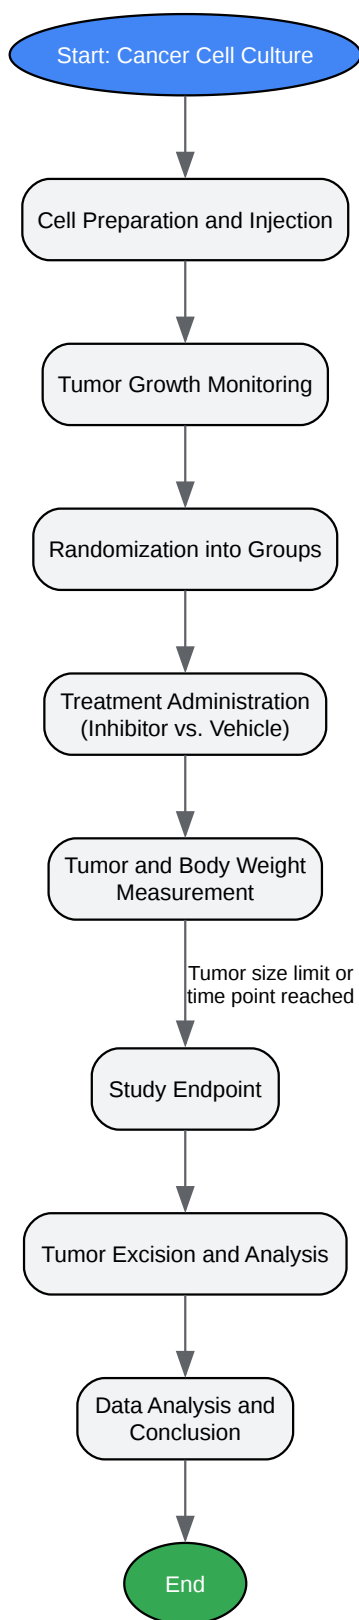 Start: Cancer Cell Culture
Cell Preparation and Injection
Tumor Growth Monitoring
Randomization into Groups
Treatment Administration
(Inhibitor vs. Vehicle)
Tumor and Body Weight
Measurement
Tumor size limit or
time point reached
Study Endpoint
Tumor Excision and Analysis
Data Analysis and
Conclusion
End